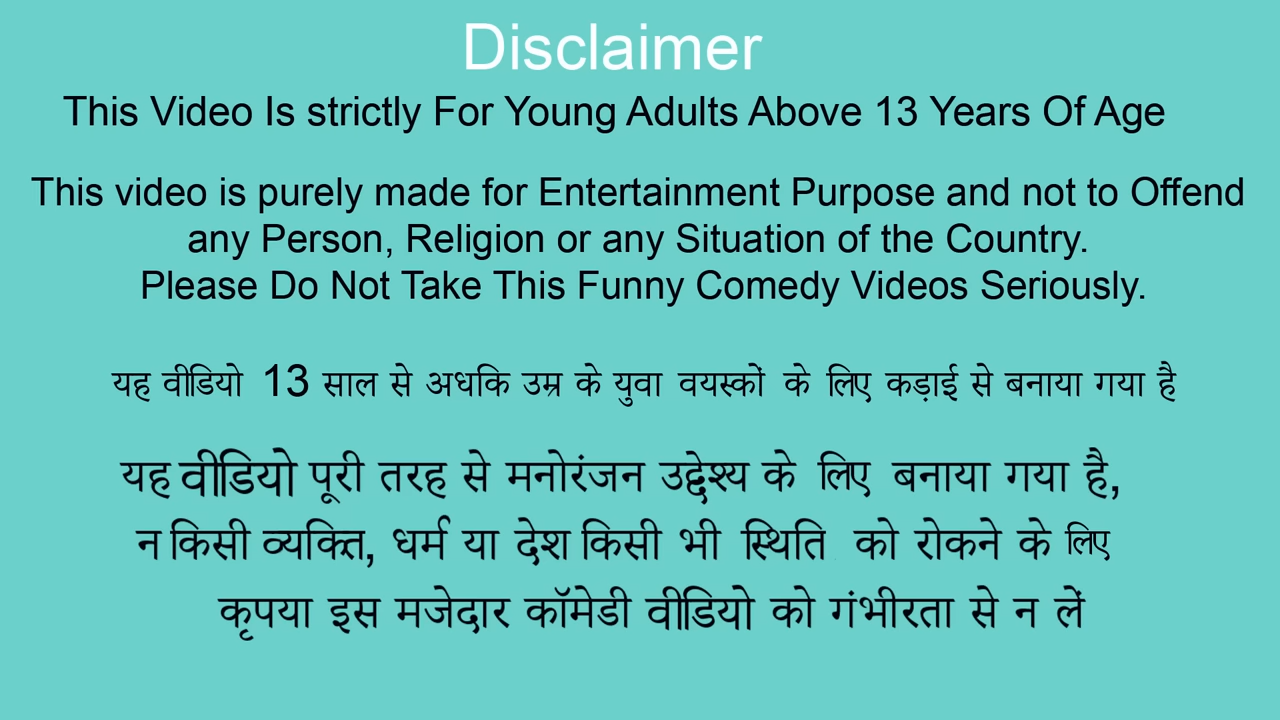 Disclaimer
This Video Is strictly For Young Adults Above 13 Years Of Age
This video is purely made for Entertainment Purpose and not to Offend
any Person, Religion or any Situation of the Country.
Please Do Not Take This Funny Comedy Videos Seriously.
यह वीडियो 13 साल से अधकि उम्र के युवा वयस्कों के लिए कड़ाई से बनाया गया है
यह वीडियो पूरी तरह से मनोरंजन उद्देश्य के लिए बनाया गया है,
न किसी व्यक्ति, धर्म या देश किसी भी स्थिति को रोकने के लिए
कृपया इस मजेदार कॉमेडी वीडियो को गंभीरता से न लें